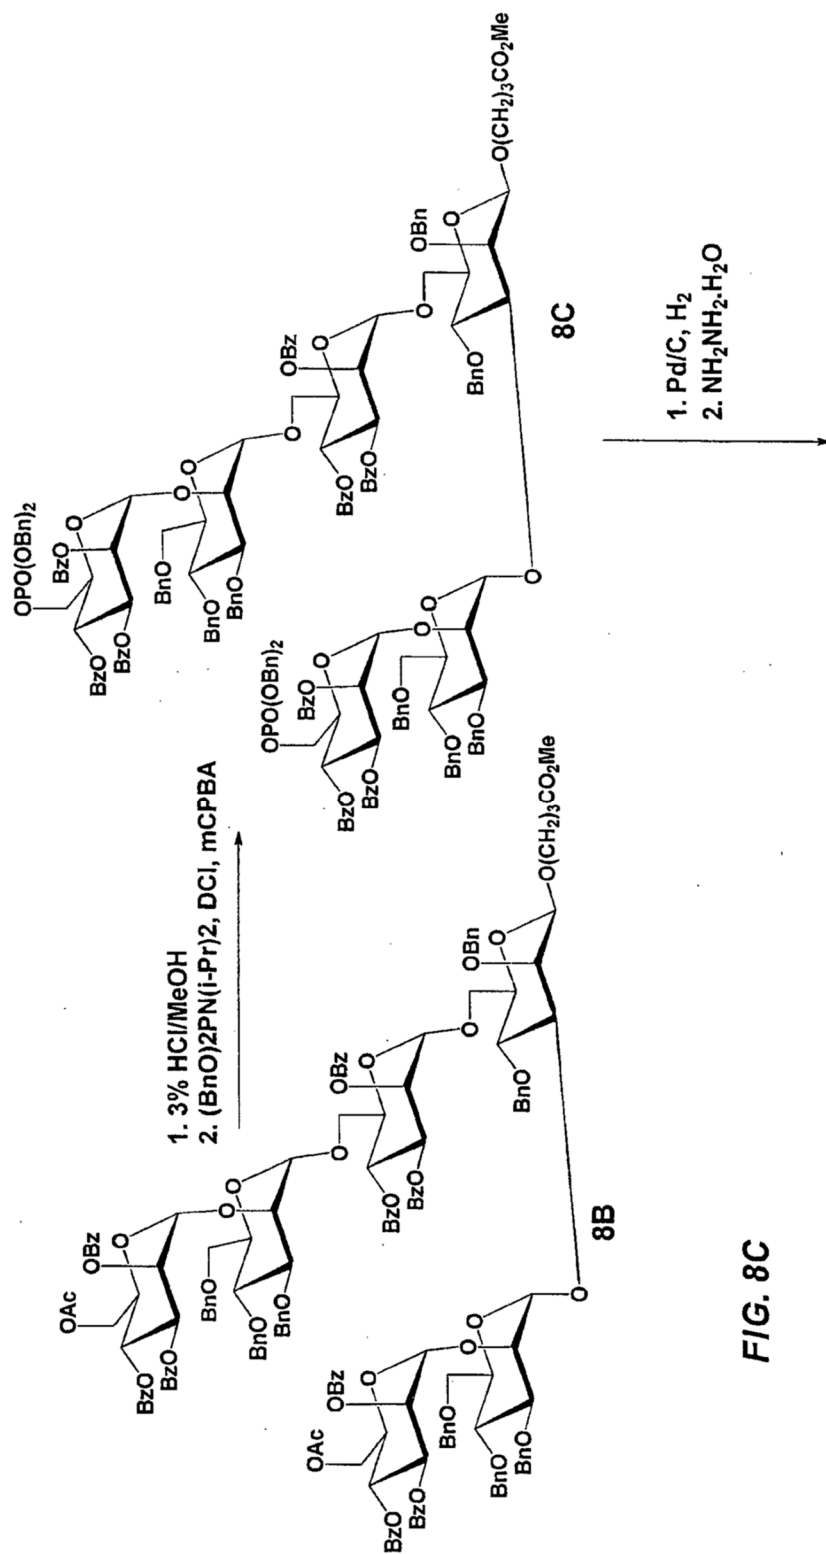 OAc
O
OBz
BzO
BzO
O
O
BnO
BnO
BnO
O
O
OBz
BzO
BzO
O
O
OBn
BnO
O(CH₂)₃CO₂Me
OAc
O
OBz
BzO
BzO
O
O
BnO
BnO
BnO
O
8B
1. 3% HCl/MeOH
2. (BnO)2PN(i-Pr)2, DCI, mCPBA
OPO(OBn)₂
O
BzO
BzO
BzO
O
O
BnO
BnO
BnO
O
O
OBz
BzO
BzO
O
O
OBn
BnO
O(CH₂)₃CO₂Me
OPO(OBn)₂
O
BzO
BzO
BzO
O
O
BnO
BnO
BnO
O
8C
1. Pd/C, H₂
2. NH₂NH₂.H₂O
FIG. 8C